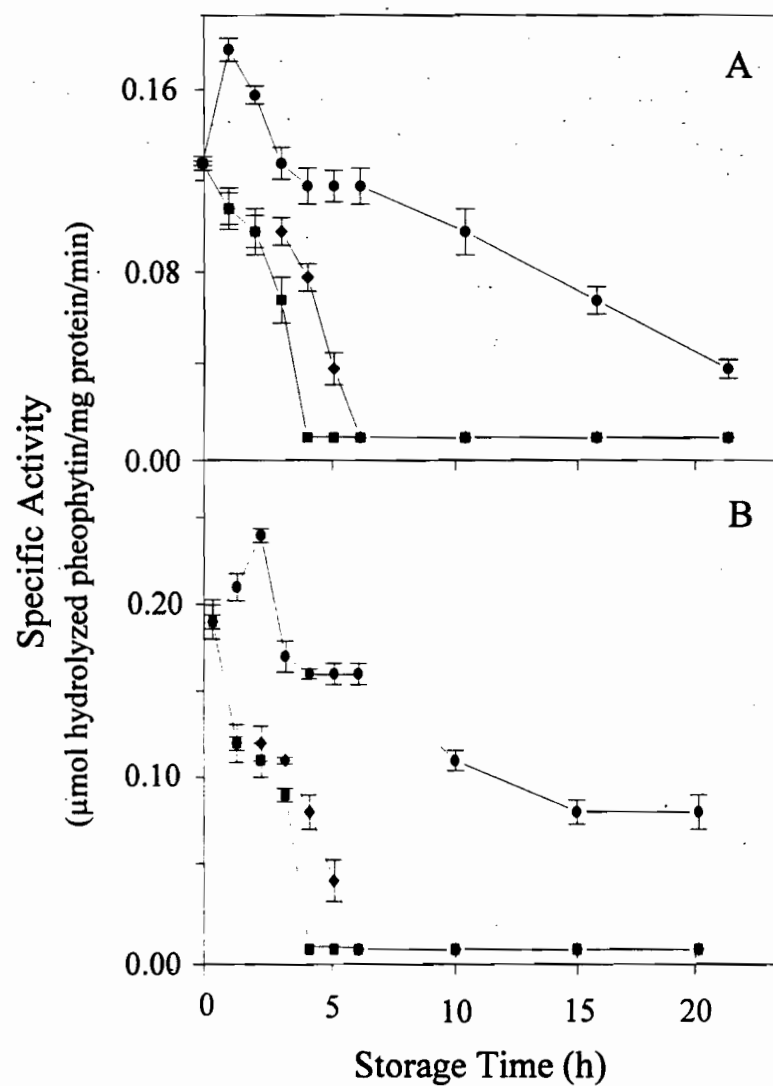 A
0.16
0.08
0.00
B
0.20
0.10
0.00
Specific Activity
(µmol hydrolyzed pheophytin/mg protein/min)
0 5 10 15 20
Storage Time (h)